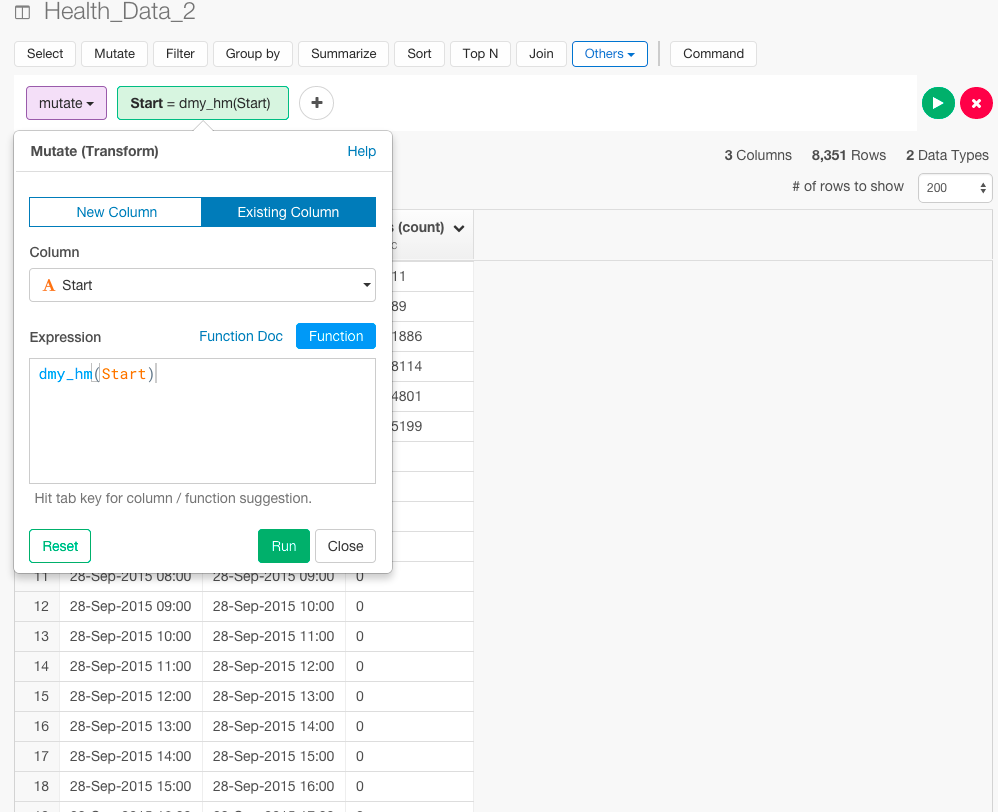 Health_Data_2
Select Mutate Filter Group by Summarize Sort Top N Join Others Command
mutate Start = dmy_hm(Start) +
Mutate (Transform) Help
3 Columns 8,351 Rows 2 Data Types
# of rows to show 200
New Column Existing Column
(count)
Column
A Start
11
89
1886
8114
4801
5199
Expression Function Doc Function
dmy_hm(Start)
Hit tab key for column / function suggestion.
Reset Run Close
11 28-Sep-2015 08:00 28-Sep-2015 09:00 0
12 28-Sep-2015 09:00 28-Sep-2015 10:00 0
13 28-Sep-2015 10:00 28-Sep-2015 11:00 0
14 28-Sep-2015 11:00 28-Sep-2015 12:00 0
15 28-Sep-2015 12:00 28-Sep-2015 13:00 0
16 28-Sep-2015 13:00 28-Sep-2015 14:00 0
17 28-Sep-2015 14:00 28-Sep-2015 15:00 0
18 28-Sep-2015 15:00 28-Sep-2015 16:00 0